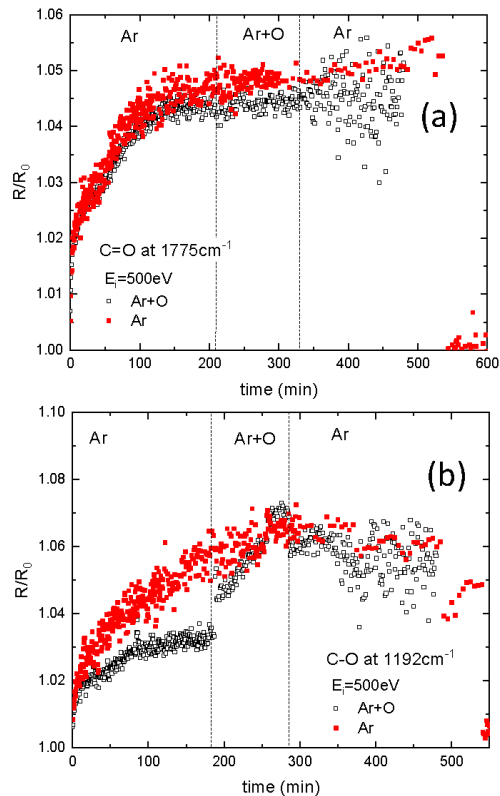 Ar Ar+O Ar
1.06
1.05
1.04
1.03
1.02
1.01
1.00
R/R₀
(a)
C=O at 1775cm⁻¹
Eᵢ=500eV
Ar+O
Ar
0 100 200 300 400 500 600
time (min)
Ar Ar+O Ar
1.10
1.08
1.06
1.04
1.02
1.00
R/R₀
(b)
C-O at 1192cm⁻¹
Eᵢ=500eV
Ar+O
Ar
0 100 200 300 400 500
time (min)